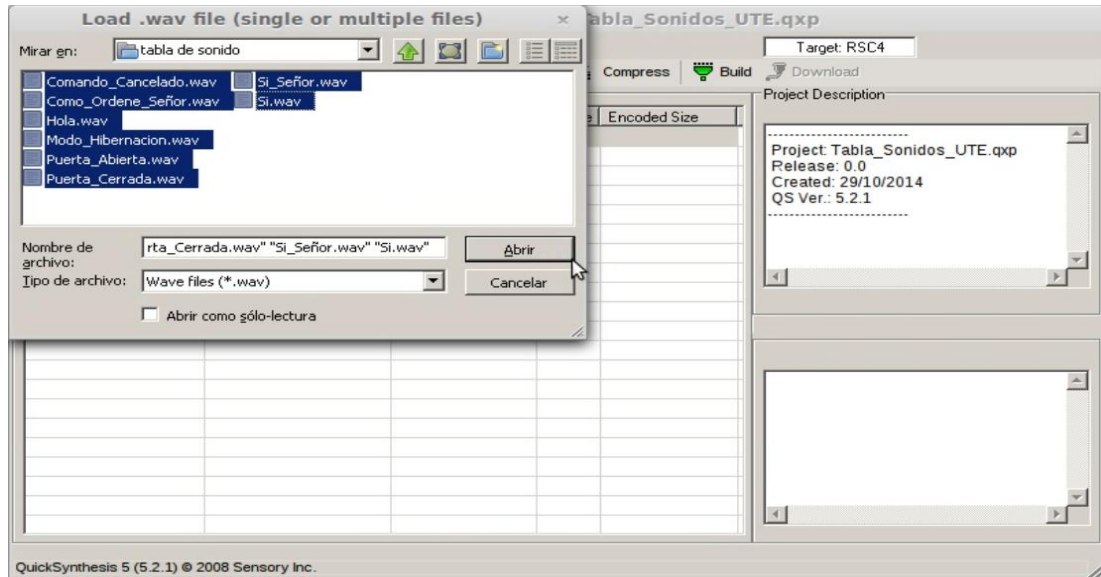 Load .wav file (single or multiple files)
abla_Sonidos_UTE.qxp
Mirar en: tabla de sonido
Target: RSC4
Compress Build Download
Comando_Cancelado.wav Si_Señor.wav
Como_Ordene_Señor.wav Si.wav
Hola.wav
Modo_Hibernacion.wav
Puerta_Abierta.wav
Puerta_Cerrada.wav
Nombre de archivo: rta_Cerrada.wav" "Si_Señor.wav" "Si.wav" Abrir
Tipo de archivo: Wave files (*.wav) Cancelar
Abrir como sólo-lectura
Encoded Size
Project Description
-------------------------
Project: Tabla_Sonidos_UTE.qxp
Release: 0.0
Created: 29/10/2014
QS Ver.: 5.2.1
-------------------------
QuickSynthesis 5 (5.2.1) © 2008 Sensory Inc.